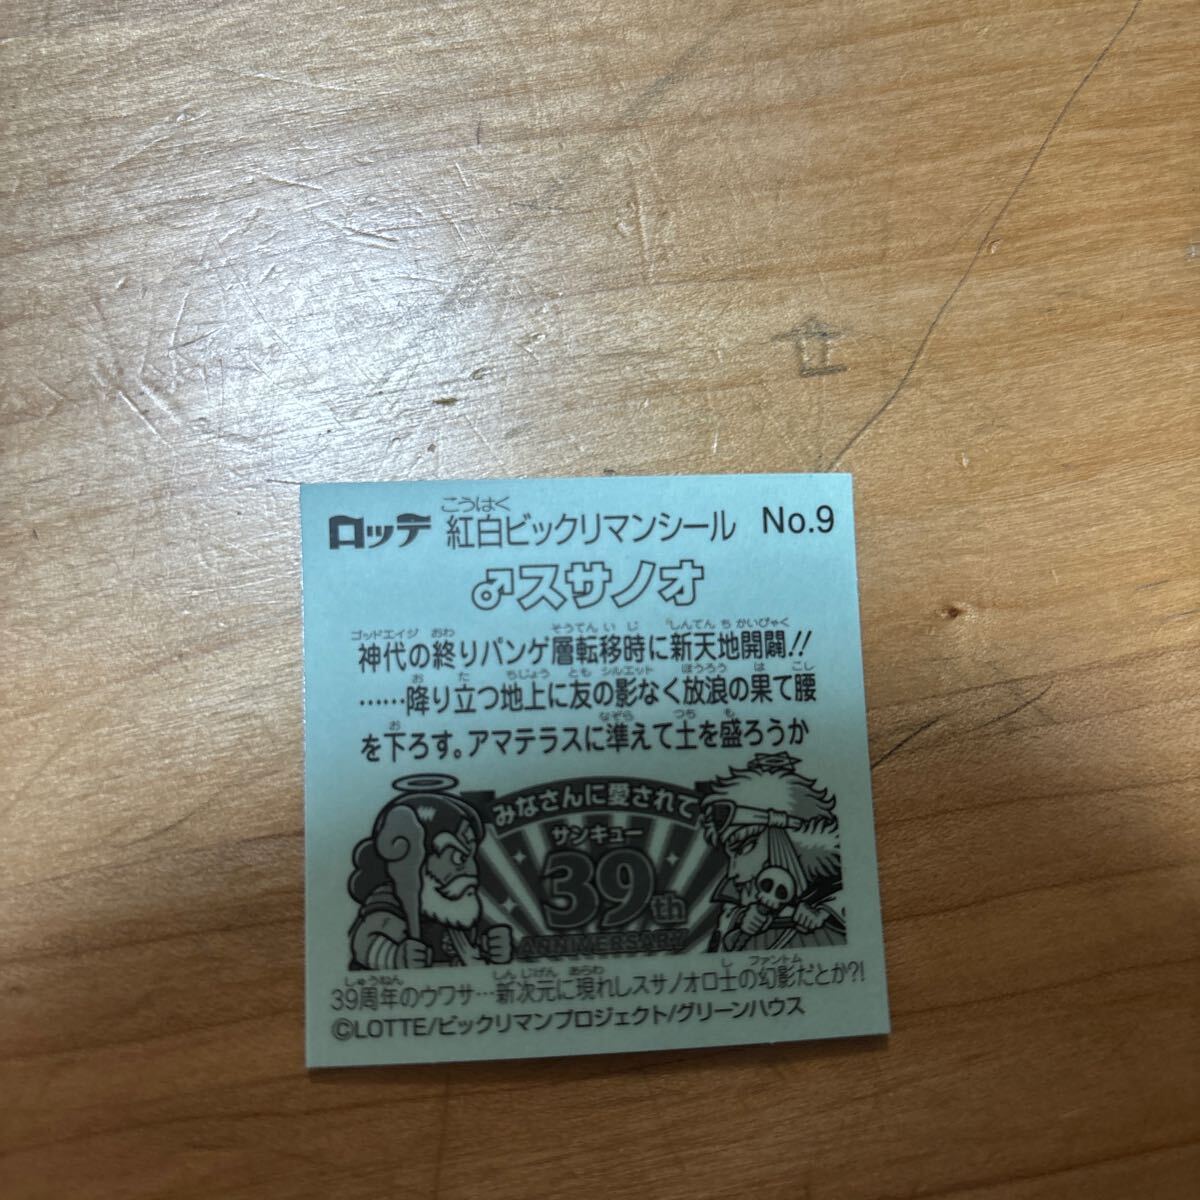 ロッテ 紅白ビックリマンシール No.9
こうはく
♂スサノオ
ゴッドエイジ おわ そうてん い じ しんてん ち かいびゃく
神代の終りパンゲ層転移時に新天地開闢!!
お た ちじょう とも シルエット ほうろう は こし
……降り立つ地上に友の影なく放浪の果て腰
お なぞら つち も
を下ろす。アマテラスに準えて土を盛ろうか
みなさんに愛されて
サンキュー
39th
ANNIVERSARY
しゅうねん しん じげん あらわ し ファントム
39周年のウワサ…新次元に現れしスサノオロ士の幻影だとか?!
©LOTTE/ビックリマンプロジェクト/グリーンハウス